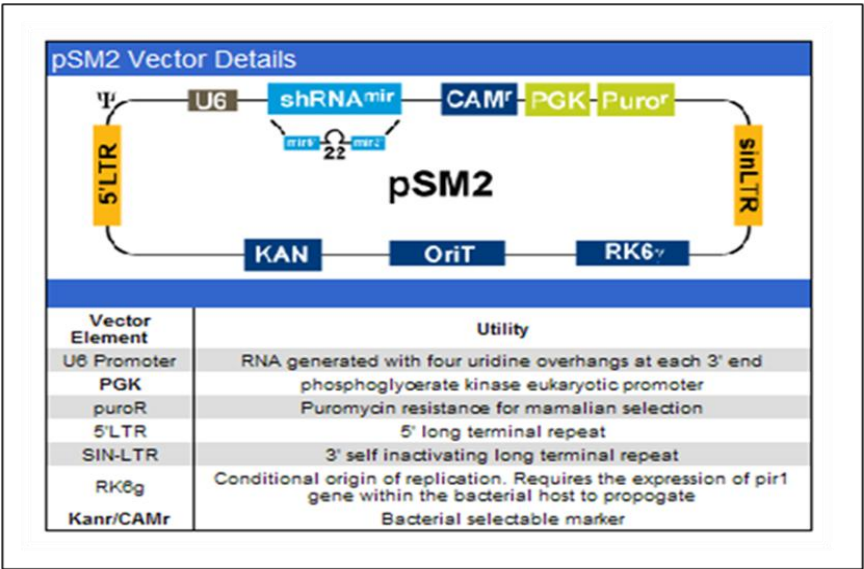 pSM2 Vector Details
Ψ U6 shRNAmir CAMr PGK Puror
mir5' 22 mir3'
5'LTR
pSM2
sinLTR
KAN OriT RK6γ
Vector Element Utility
U6 Promoter RNA generated with four uridine overhangs at each 3' end
PGK phosphoglycerate kinase eukaryotic promoter
puroR Puromycin resistance for mamalian selection
5'LTR 5' long terminal repeat
SIN-LTR 3' self inactivating long terminal repeat
RK6g Conditional origin of replication. Requires the expression of pir1
gene within the bacterial host to propogate
Kanr/CAMr Bacterial selectable marker